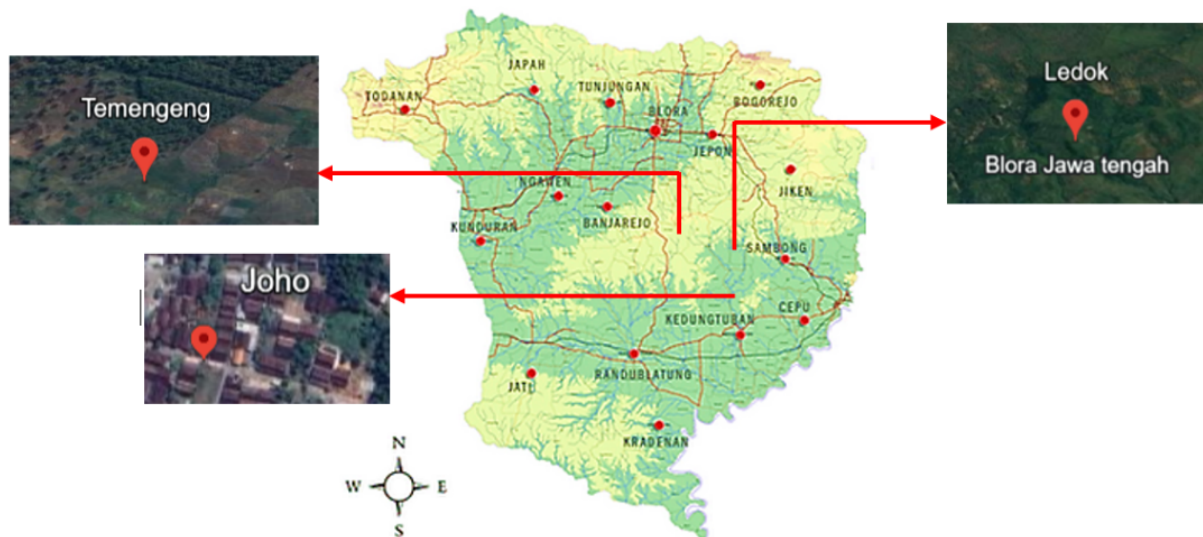 Temengeng
Joho
Ledok
Blora Jawa tengah
JAPAH
TODANAN
TUNJUNGAN
BLORA
BOGOREJO
JEPON
NGAWEN
BANJAREJO
JIKEN
KUNDURAN
SAMBONG
CEPU
KEDUNGTUBAN
RANDUBLATUNG
JATI
KRADENAN
N
W E
S